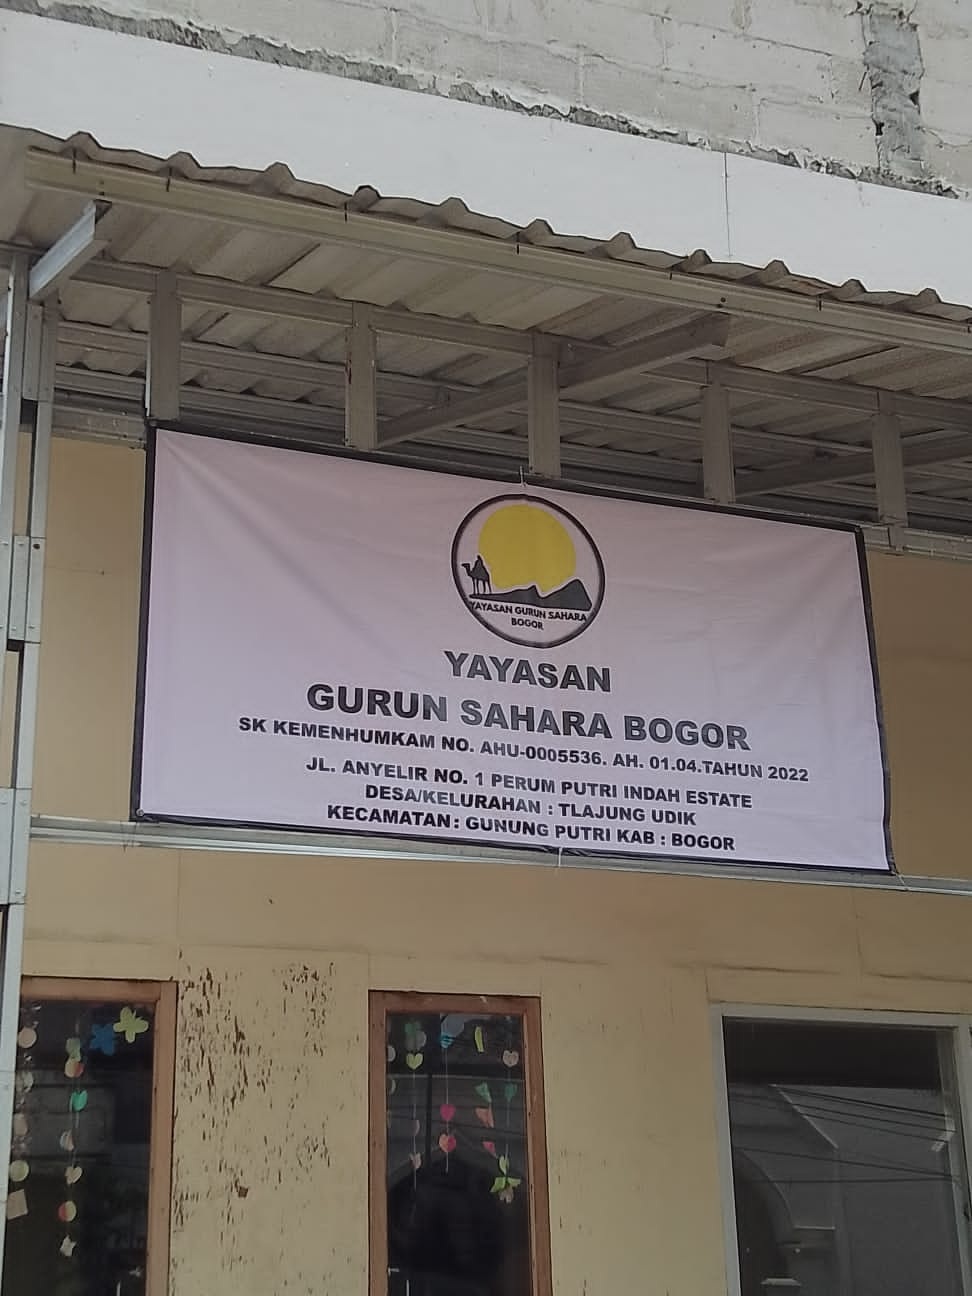 YAYASAN GURUN SAHARA
BOGOR
YAYASAN
GURUN SAHARA BOGOR
SK KEMENHUMKAM NO. AHU-0005536. AH. 01.04.TAHUN 2022
JL. ANYELIR NO. 1 PERUM PUTRI INDAH ESTATE
DESA/KELURAHAN : TLAJUNG UDIK
KECAMATAN : GUNUNG PUTRI KAB : BOGOR